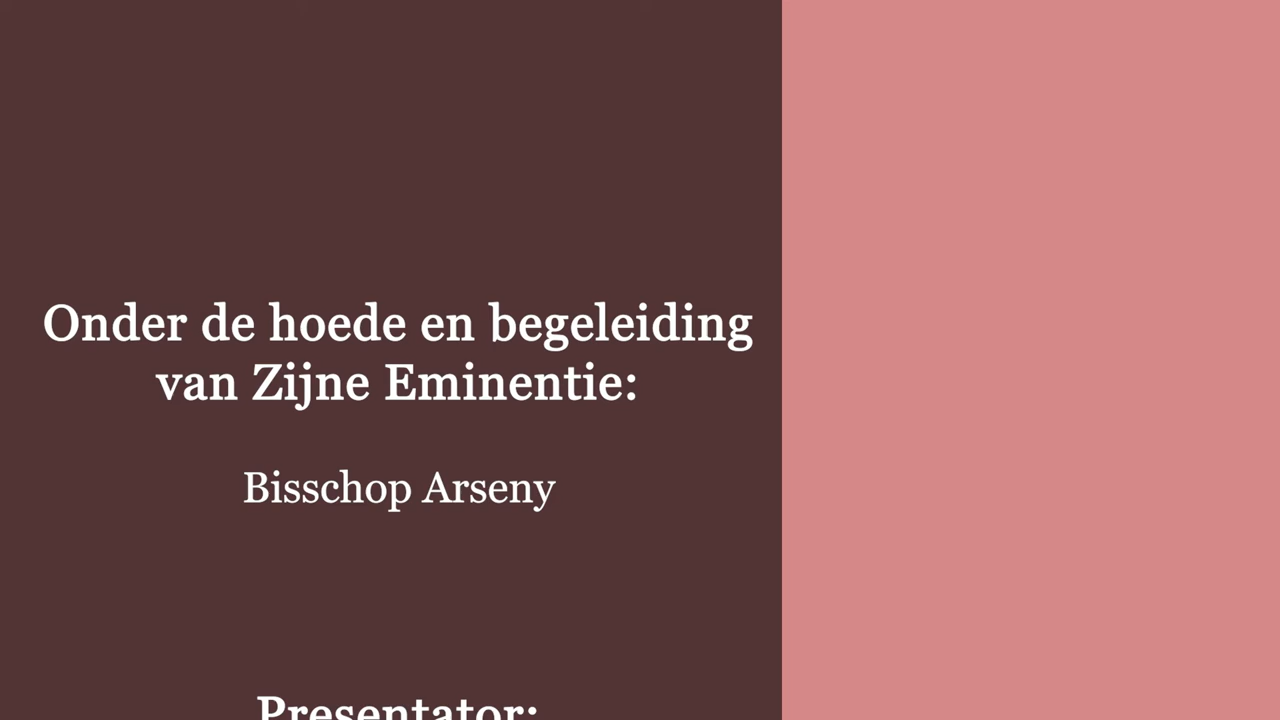 Onder de hoede en begeleiding
van Zijne Eminentie:
Bisschop Arseny
Presentator: